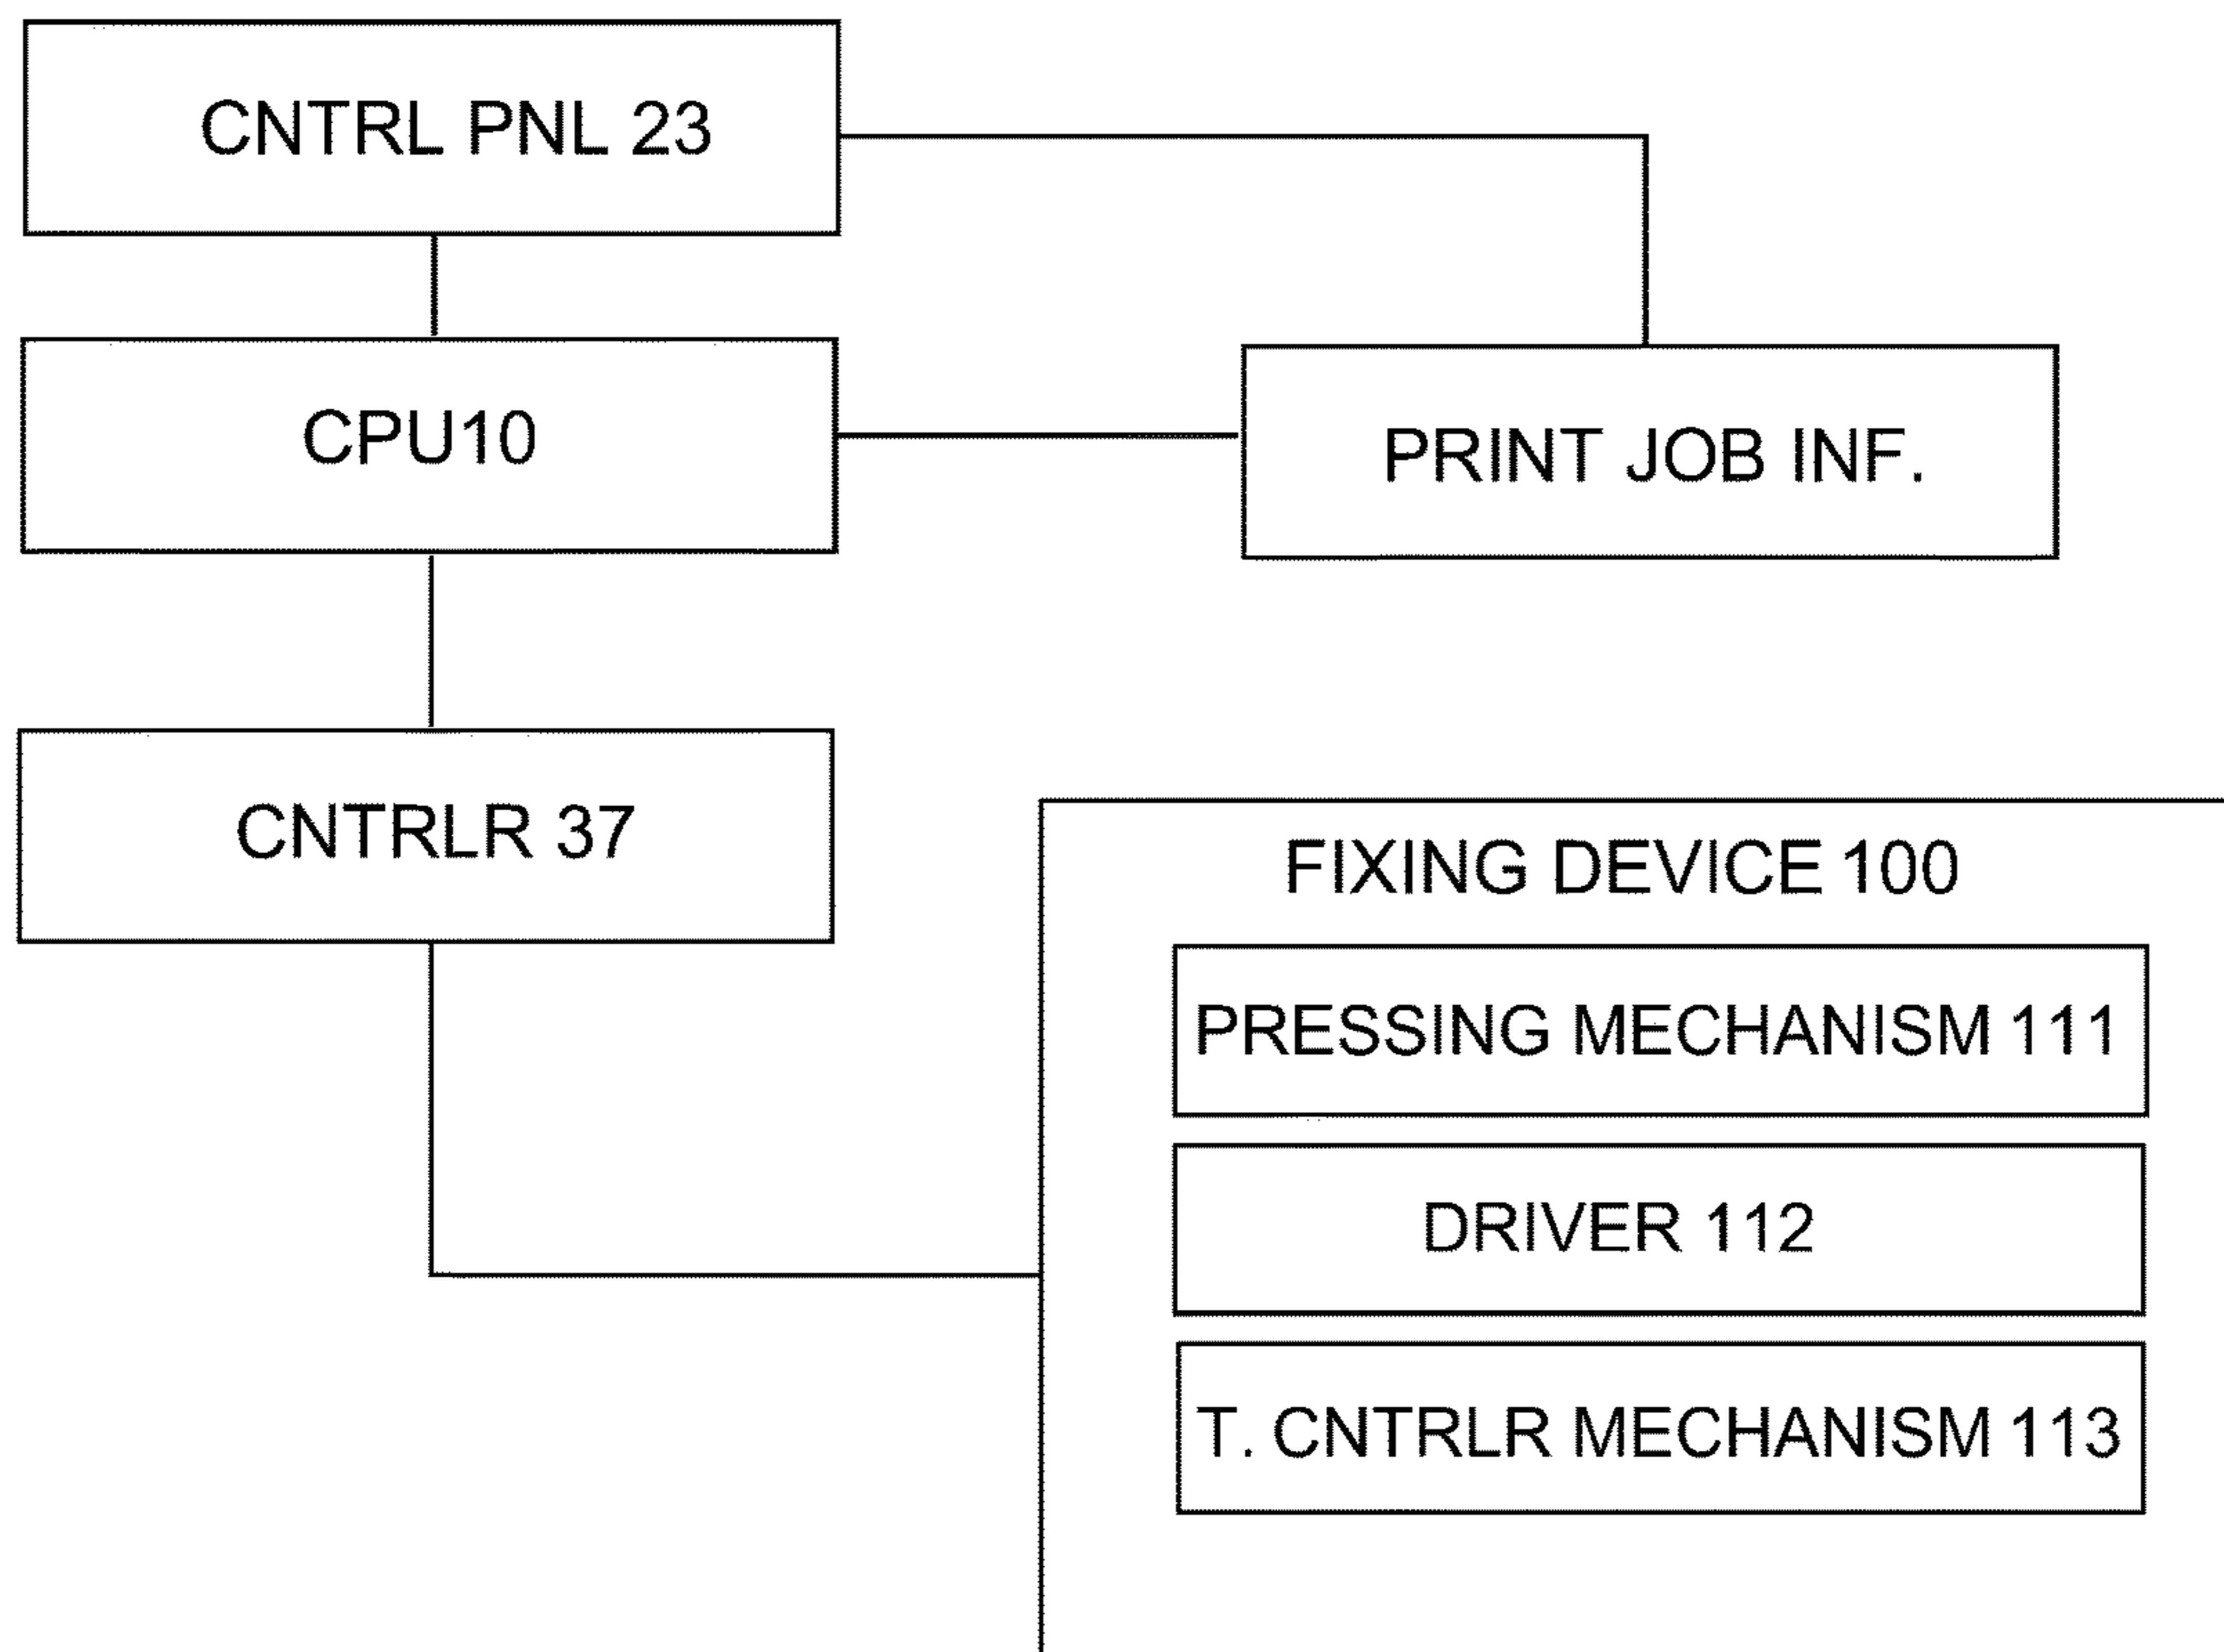 CNTRL PNL 23
CPU10
PRINT JOB INF.
CNTRLR 37
FIXING DEVICE 100
PRESSING MECHANISM 111
DRIVER 112
T. CNTRLR MECHANISM 113